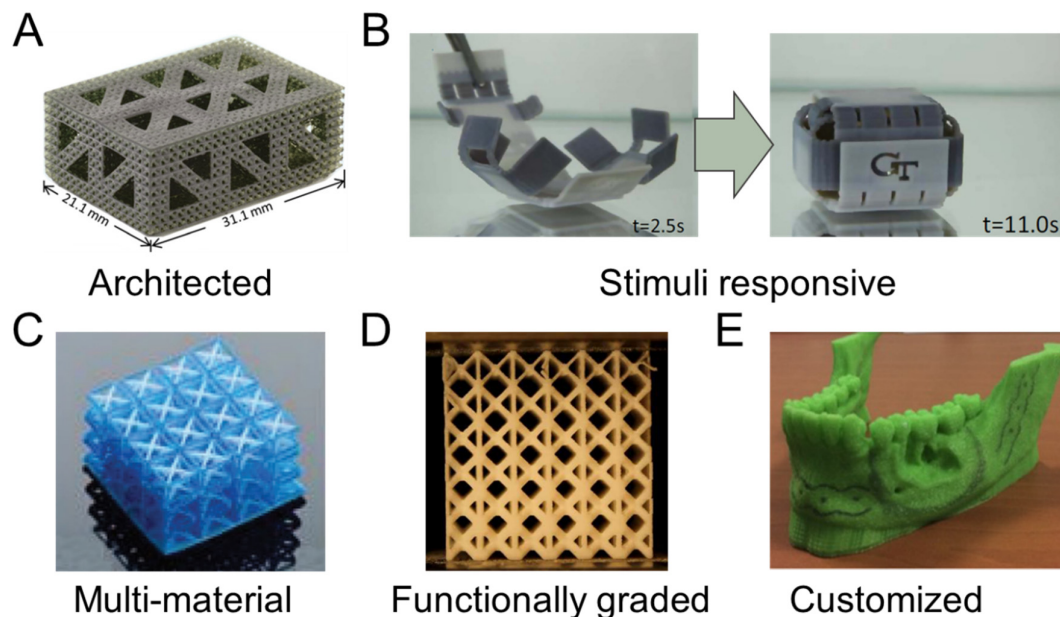 A
B
21.1 mm
31.1 mm
t=2.5s
GT
t=11.0s
Architected
Stimuli responsive
C
D
E
Multi-material
Functionally graded
Customized